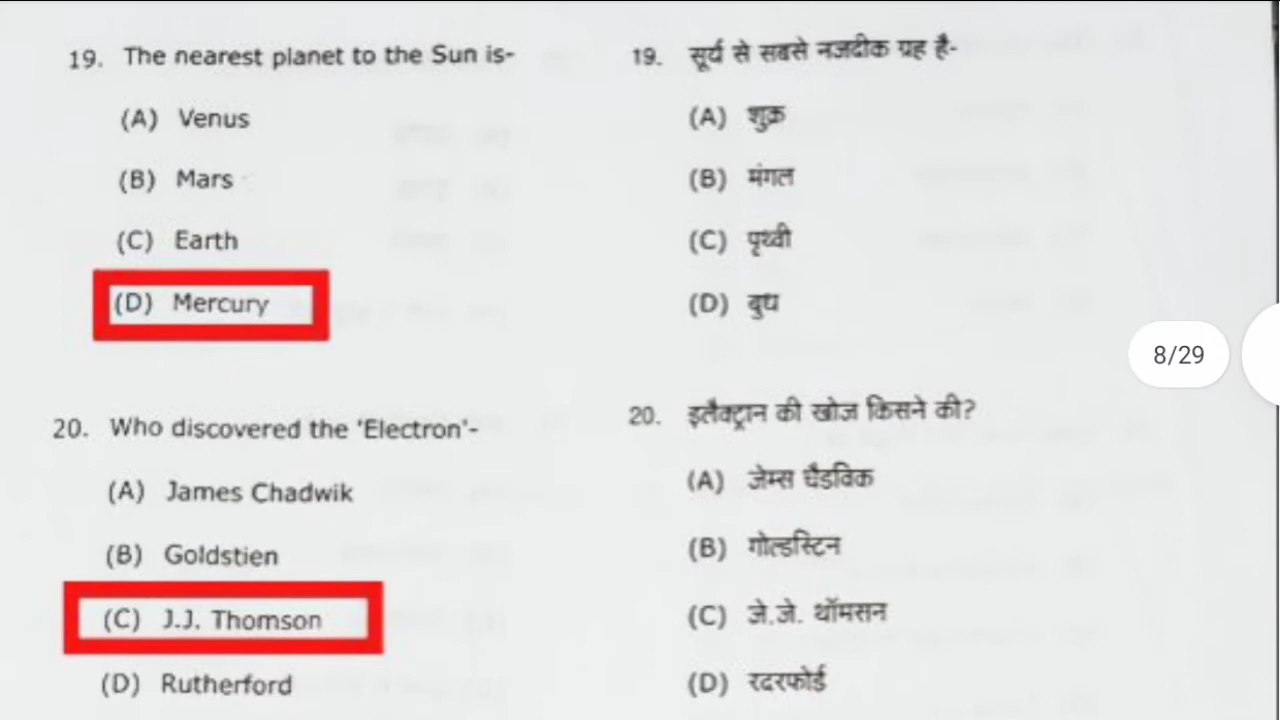 19. The nearest planet to the Sun is-
(A) Venus
(B) Mars
(C) Earth
(D) Mercury
20. Who discovered the 'Electron'-
(A) James Chadwik
(B) Goldstien
(C) J.J. Thomson
(D) Rutherford
19. सूर्य से सबसे नजदीक ग्रह है-
(A) शुक्र
(B) मंगल
(C) पृथ्वी
(D) बुध
20. इलैक्ट्रान की खोज किसने की?
(A) जेम्स चैडविक
(B) गोल्डस्टिन
(C) जे.जे. थॉमसन
(D) रदरफोर्ड
8/29